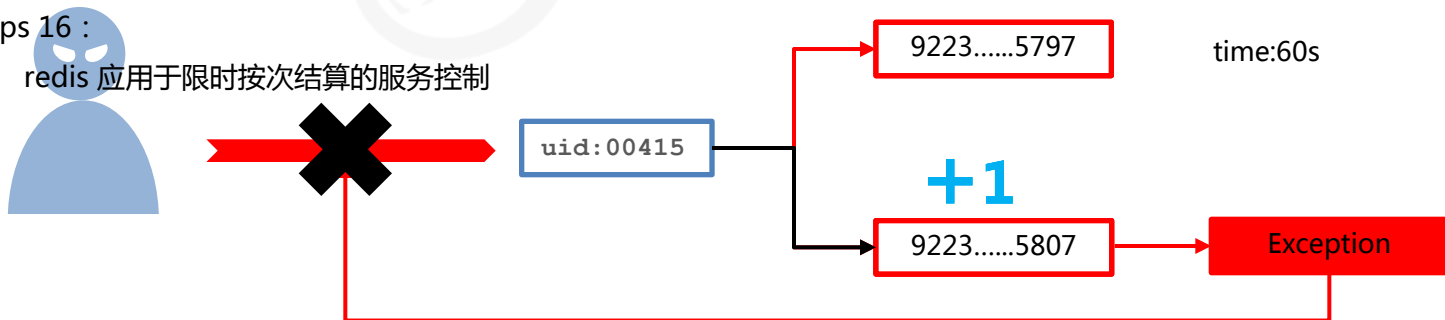 ps 16：
redis 应用于限时按次结算的服务控制
9223......5797
time:60s
uid:00415
+1
9223......5807
Exception